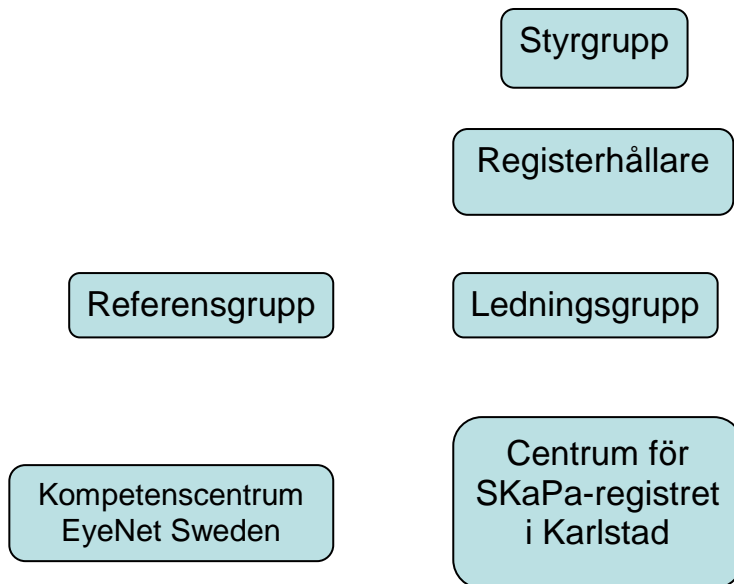 Styrgrupp
Registerhållare
Referensgrupp
Ledningsgrupp
Kompetenscentrum
EyeNet Sweden
Centrum för
SKaPa-registret
i Karlstad